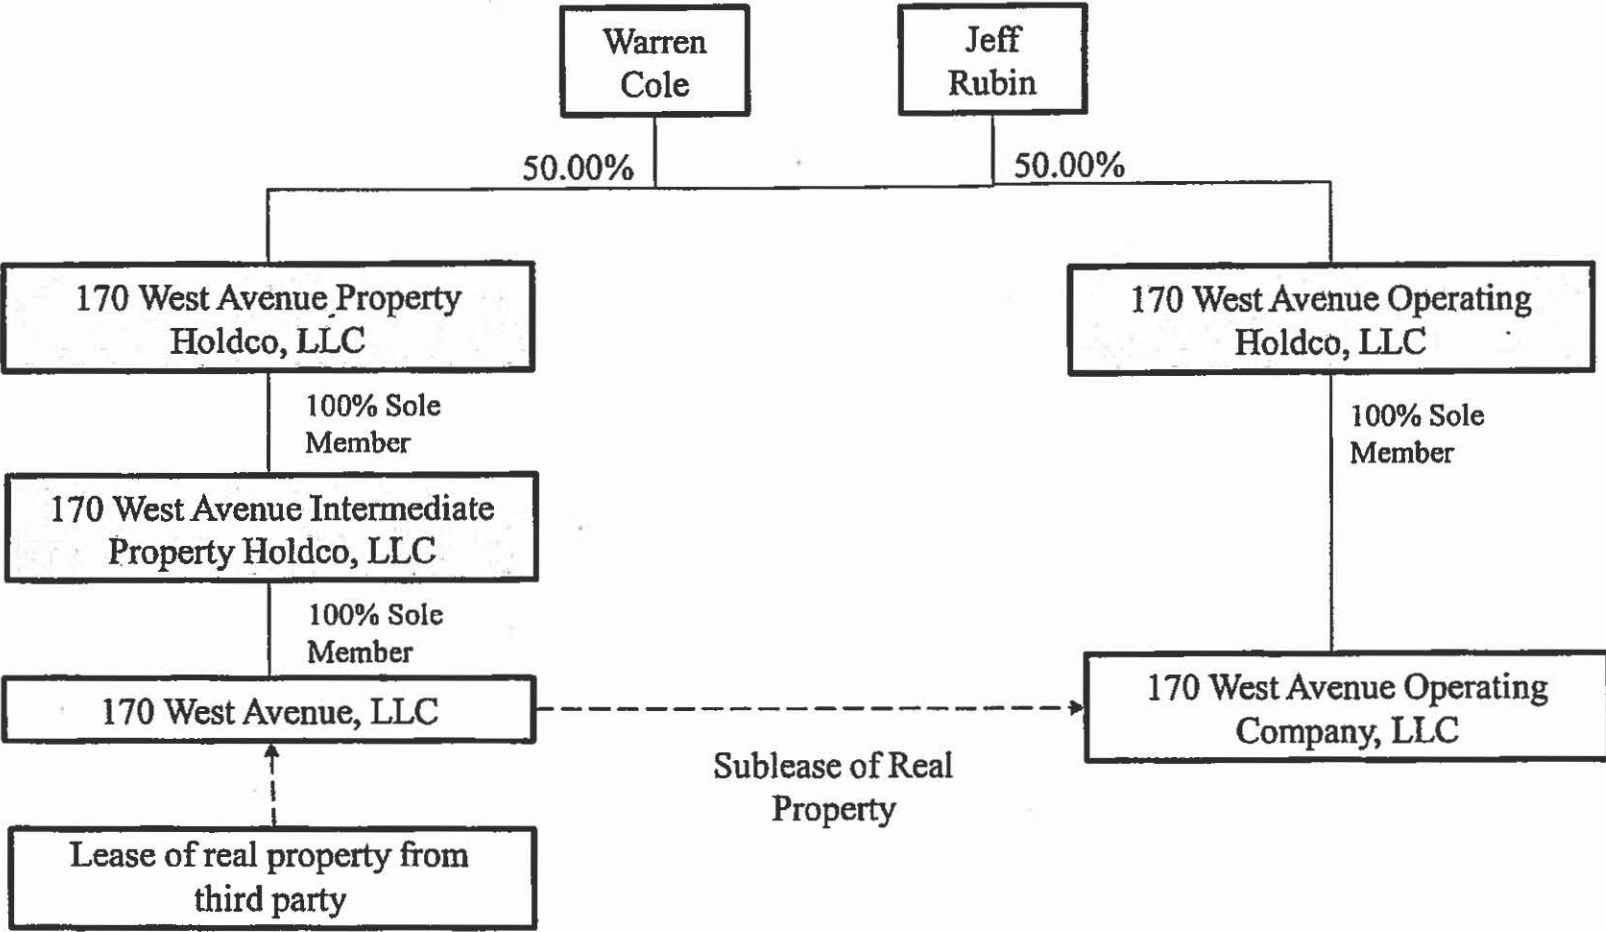 Warren
Cole
Jeff
Rubin
50.00%
50.00%
170 West Avenue Property
Holdco, LLC
170 West Avenue Operating
Holdco, LLC
100% Sole
Member
100% Sole
Member
170 West Avenue Intermediate
Property Holdco, LLC
100% Sole
Member
170 West Avenue, LLC
170 West Avenue Operating
Company, LLC
Sublease of Real
Property
Lease of real property from
third party